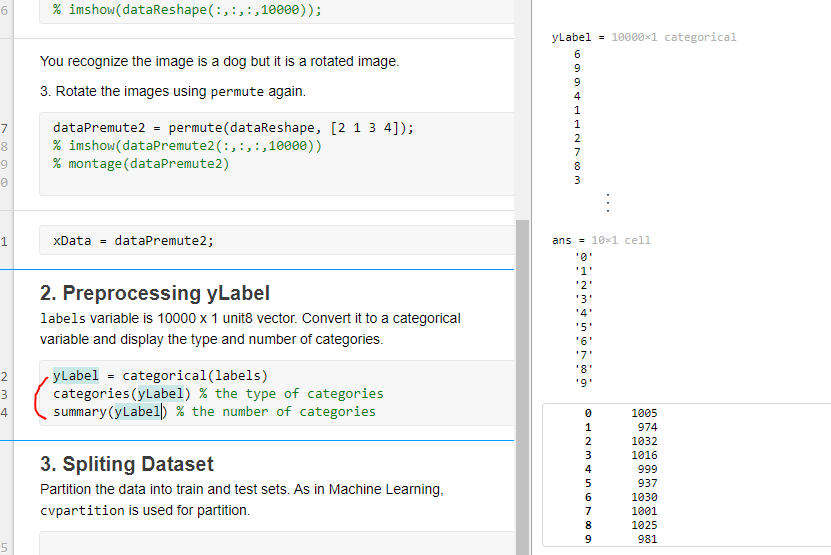 6
% imshow(dataReshape(:,:,:,10000));
You recognize the image is a dog but it is a rotated image.
3. Rotate the images using permute again.
7
dataPremute2 = permute(dataReshape, [2 1 3 4]);
8
% imshow(dataPremute2(:,:,:,10000))
9
% montage(dataPremute2)
0
1
xData = dataPremute2;
2. Preprocessing yLabel
labels variable is 10000 x 1 unit8 vector. Convert it to a categorical
variable and display the type and number of categories.
2
yLabel = categorical(labels)
3
categories(yLabel) % the type of categories
4
summary(yLabel) % the number of categories
3. Spliting Dataset
Partition the data into train and test sets. As in Machine Learning,
cvpartition is used for partition.
5
yLabel = 10000×1 categorical
6
9
9
4
1
1
2
7
8
3
⋮
ans = 10×1 cell
'0'
'1'
'2'
'3'
'4'
'5'
'6'
'7'
'8'
'9'
0 1005
1 974
2 1032
3 1016
4 999
5 937
6 1030
7 1001
8 1025
9 981